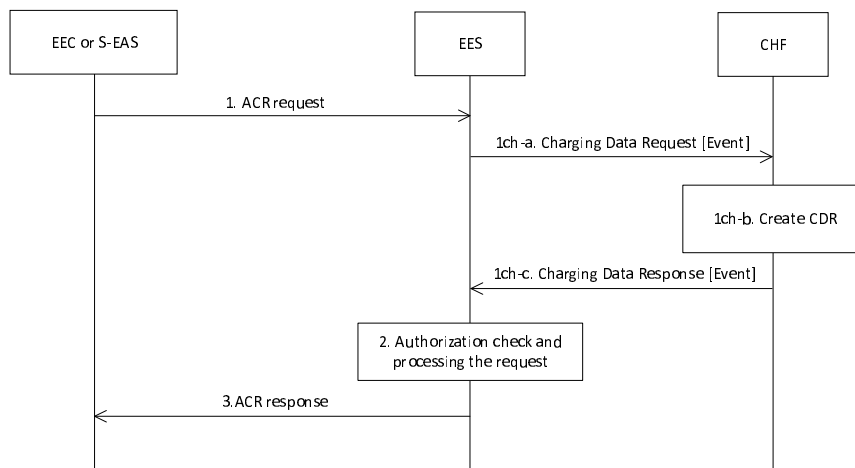 EEC or S-EAS
EES
CHF
1. ACR request
1ch-a. Charging Data Request [Event]
1ch-b. Create CDR
1ch-c. Charging Data Response [Event]
2. Authorization check and
processing the request
3.ACR response